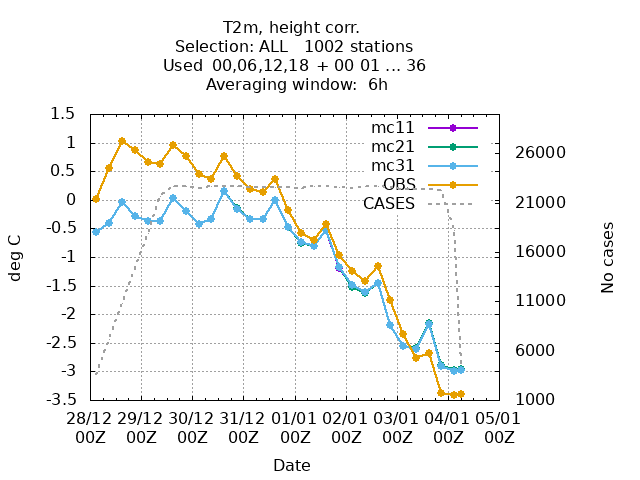 T2m, height corr.
Selection: ALL   1002 stations
Used  00,06,12,18 + 00 01 ... 36
Averaging window:  6h
mc11
mc21
mc31
OBS
CASES
1.5
1
0.5
0
-0.5
-1
-1.5
-2
-2.5
-3
-3.5
deg C
26000
21000
16000
11000
6000
1000
No cases
28/12 29/12 30/12 31/12 01/01 02/01 03/01 04/01 05/01
00Z 00Z 00Z 00Z 00Z 00Z 00Z 00Z 00Z
Date